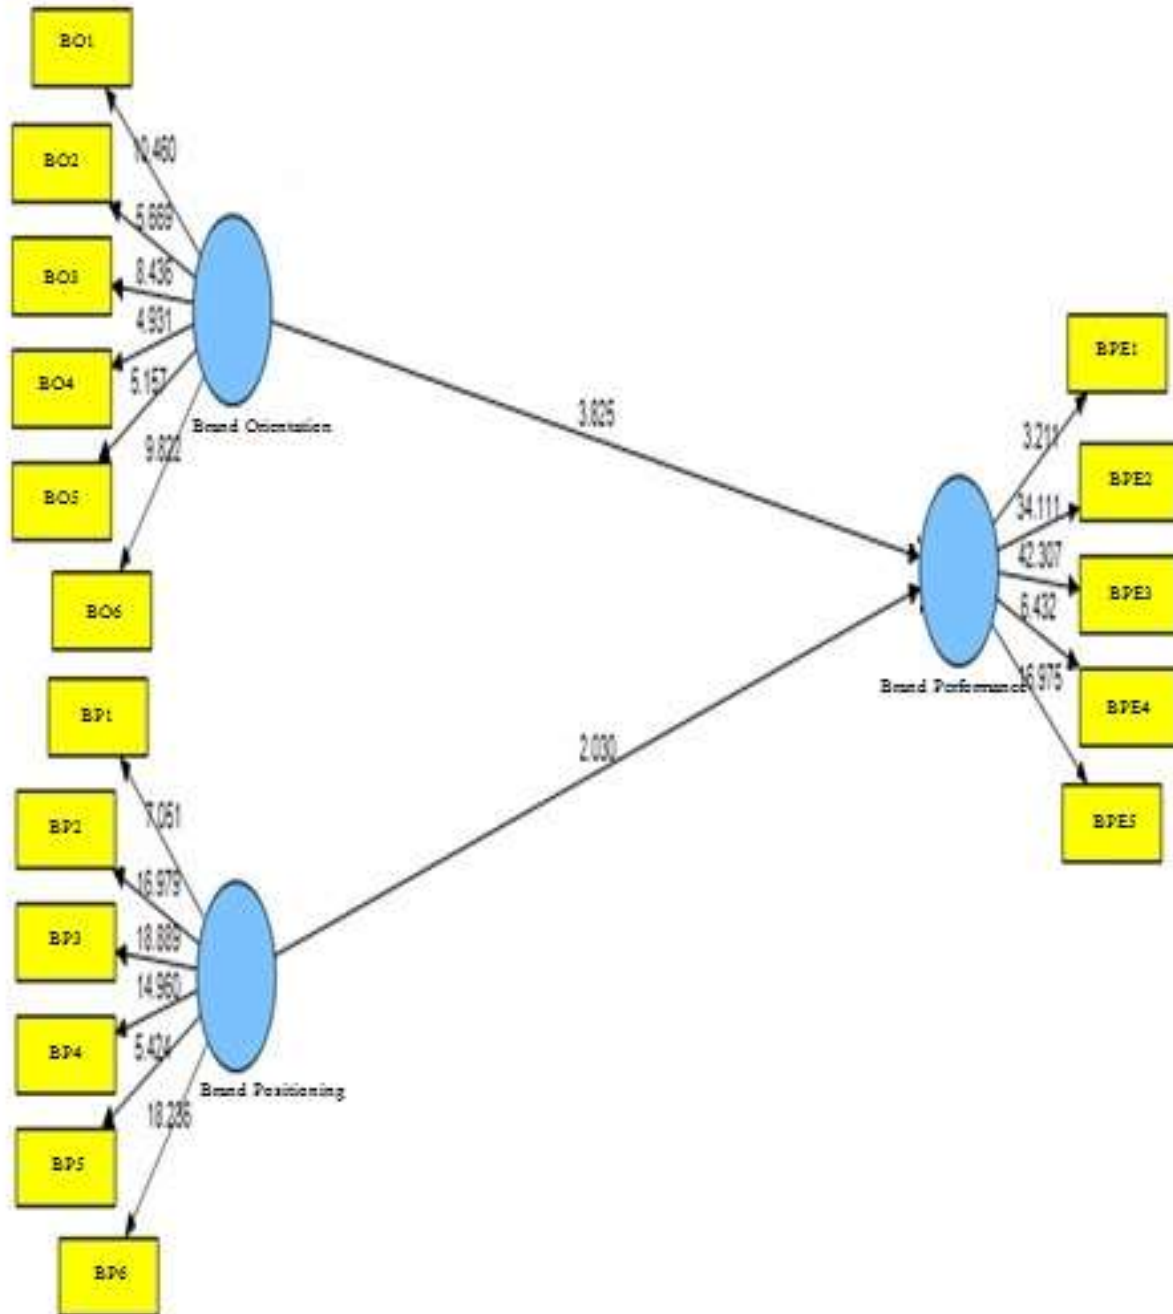 BO1
10.460
BO2
5.669
BO3
8.436
4.931
BO4
5.157
Brand Orientation
9.822
BO5
BO6
3.825
BPE1
3.211
BPE2
34.111
42.307
BPE3
6.432
Brand Performance
16.975
BPE4
BPE5
BP1
2.030
7.051
BP2
16.979
BP3
18.889
14.960
BP4
5.424
Brand Positioning
18.286
BP5
BP6